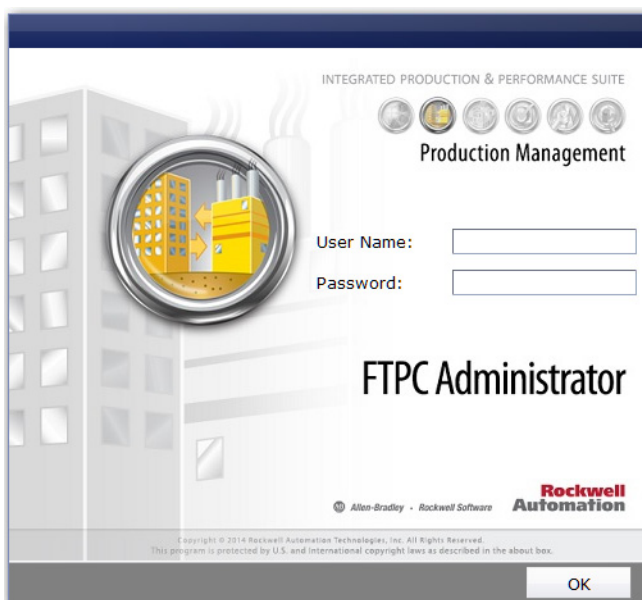 INTEGRATED PRODUCTION & PERFORMANCE SUITE
Production Management
User Name:
Password:
FTPC Administrator
Allen-Bradley • Rockwell Software
Rockwell
Automation
Copyright © 2014 Rockwell Automation Technologies, Inc. All Rights Reserved.
This program is protected by U.S. and International copyright laws as described in the about box.
OK